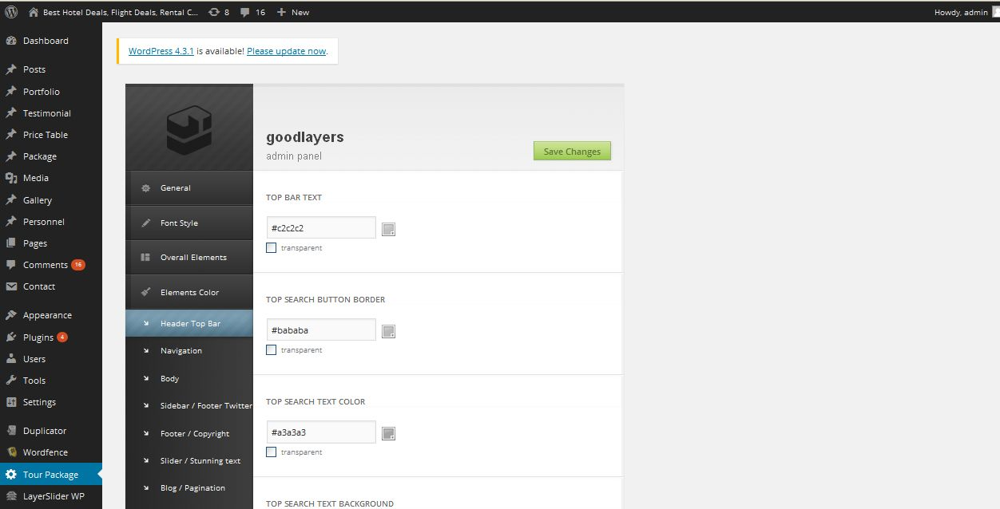 Best Hotel Deals, Flight Deals, Rental C... 8 16 New Howdy, admin
Dashboard
Posts
Portfolio
Testimonial
Price Table
Package
Media
Gallery
Personnel
Pages
Comments 16
Contact
Appearance
Plugins 4
Users
Tools
Settings
Duplicator
Wordfence
Tour Package
LayerSlider WP
WordPress 4.3.1 is available! Please update now.
goodlayers
admin panel
Save Changes
General
Font Style
Overall Elements
Elements Color
Header Top Bar
Navigation
Body
Sidebar / Footer Twitter
Footer / Copyright
Slider / Stunning text
Blog / Pagination
TOP BAR TEXT
#c2c2c2
transparent
TOP SEARCH BUTTON BORDER
#bababa
transparent
TOP SEARCH TEXT COLOR
#a3a3a3
transparent
TOP SEARCH TEXT BACKGROUND